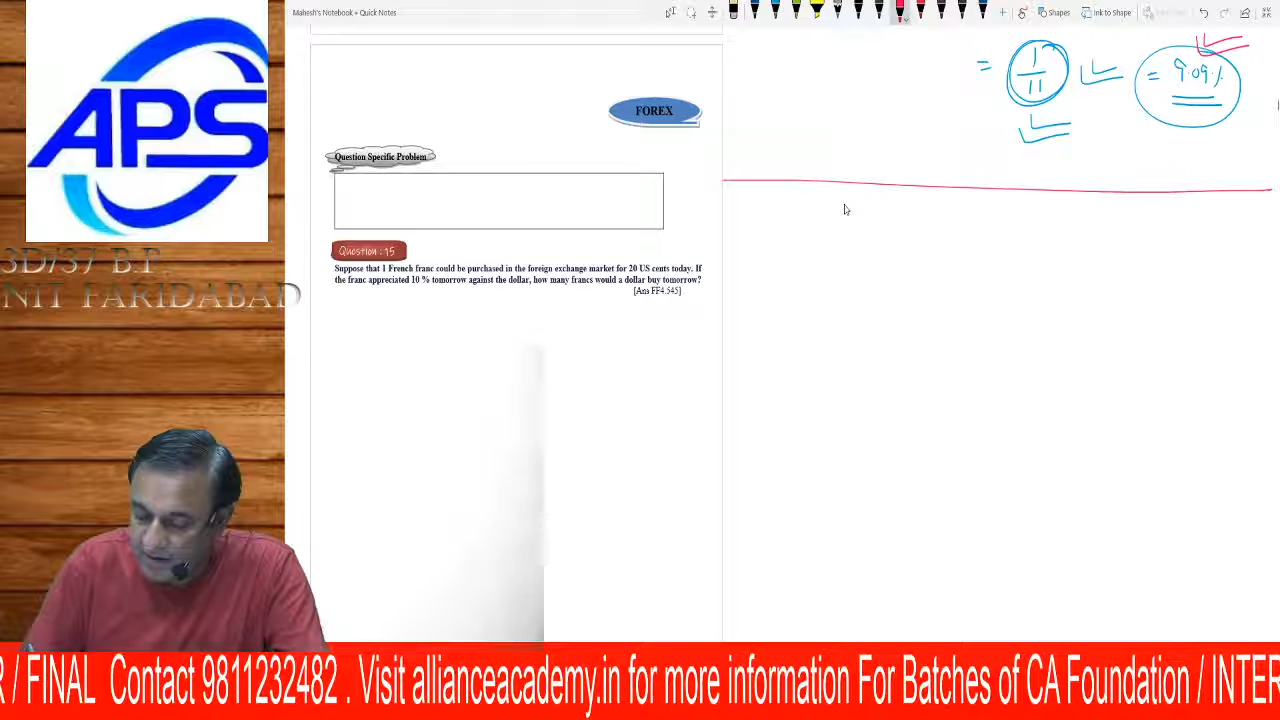 Mahesh's Notebook + Quick Notes
Shapes
Ink to Shape
APS
3D/37 B.P.
NIT FARIDABAD
= 1/11 = 9.09%
FOREX
Question Specific Problem
Question : 15
Suppose that 1 French franc could be purchased in the foreign exchange market for 20 US cents today. If
the franc appreciated 10 % tomorrow against the dollar, how many francs would a dollar buy tomorrow?
[Ans FF4.545]
R / FINAL Contact 9811232482 . Visit allianceacademy.in for more information For Batches of CA Foundation / INTER